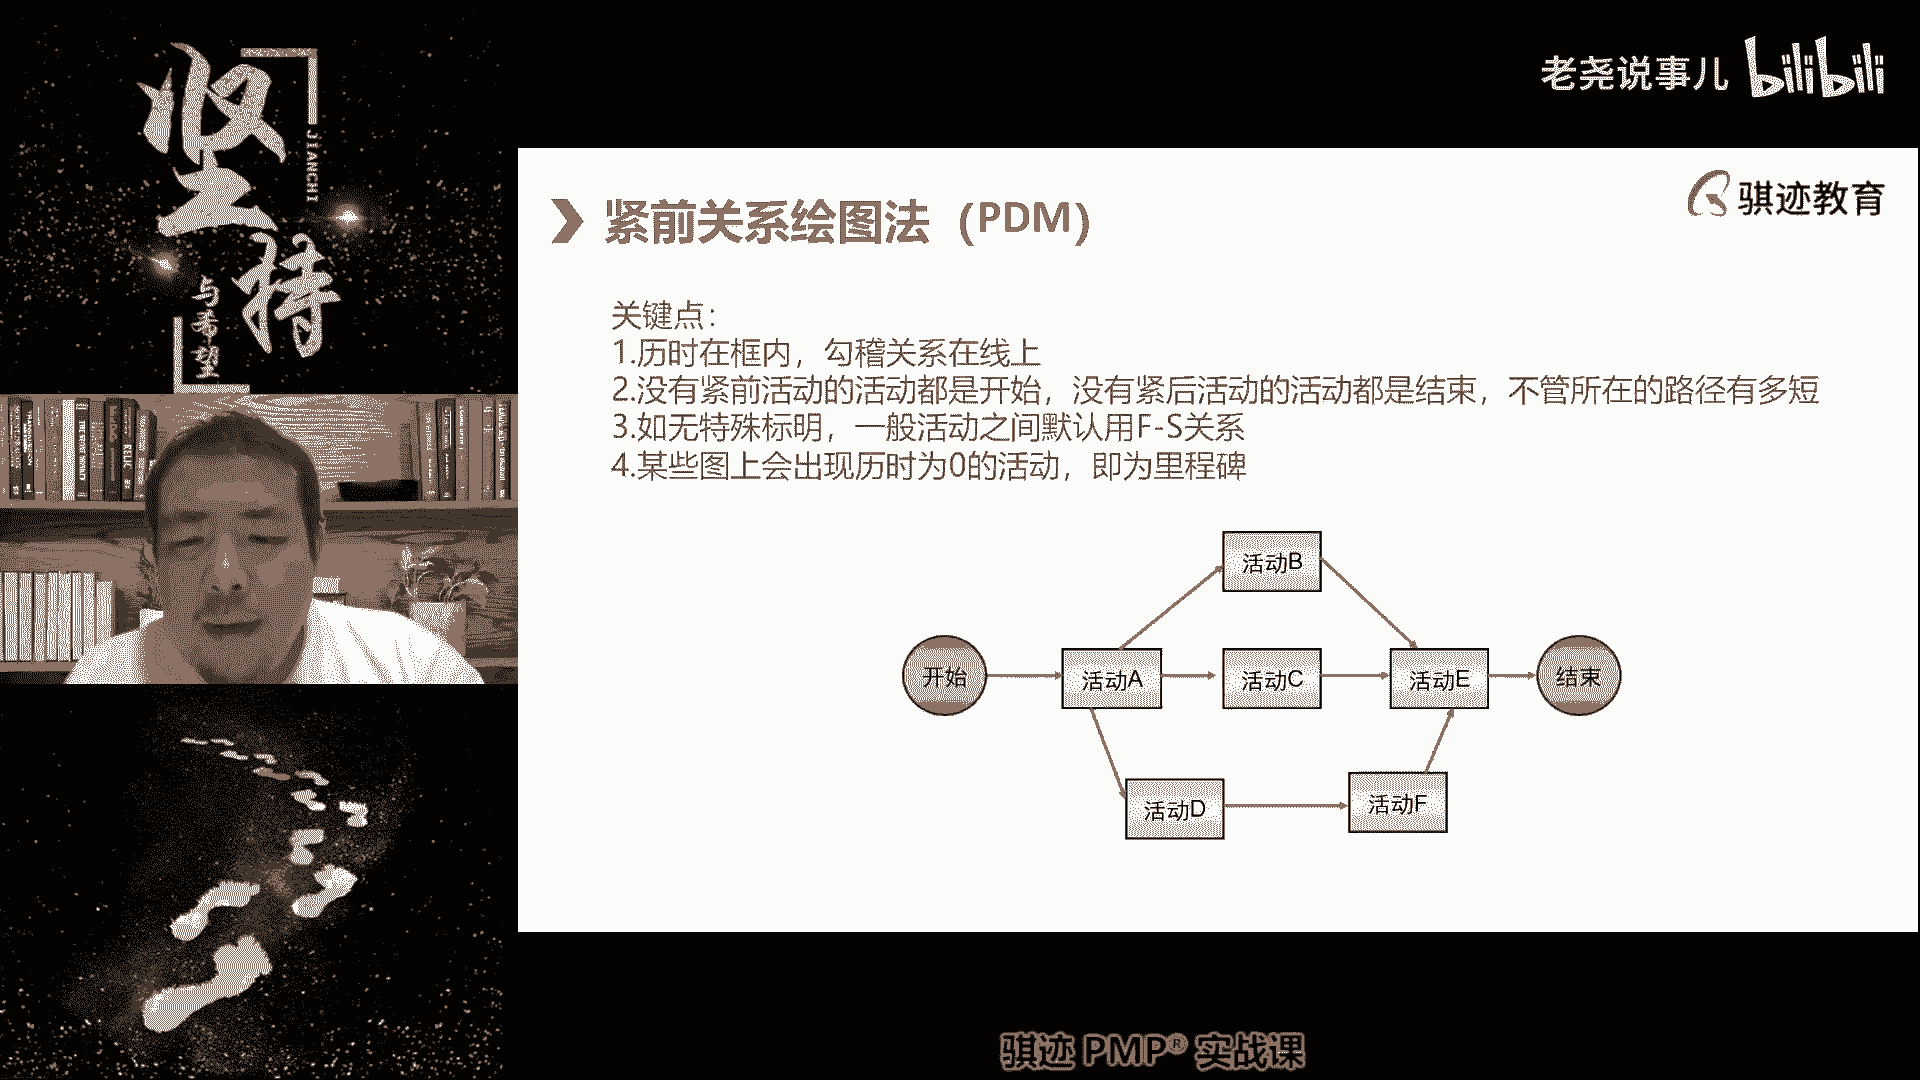 坚持
JIANCHI
与希望
老尧说事儿 bilibili
骐迹教育
紧前关系绘图法（PDM）
关键点：
1.历时在框内，勾稽关系在线上
2.没有紧前活动的活动都是开始，没有紧后活动的活动都是结束，不管所在的路径有多短
3.如无特殊标明，一般活动之间默认用F-S关系
4.某些图上会出现历时为0的活动，即为里程碑
活动B
开始
活动A
活动C
活动E
结束
活动D
活动F
骐迹 PMP® 实战课